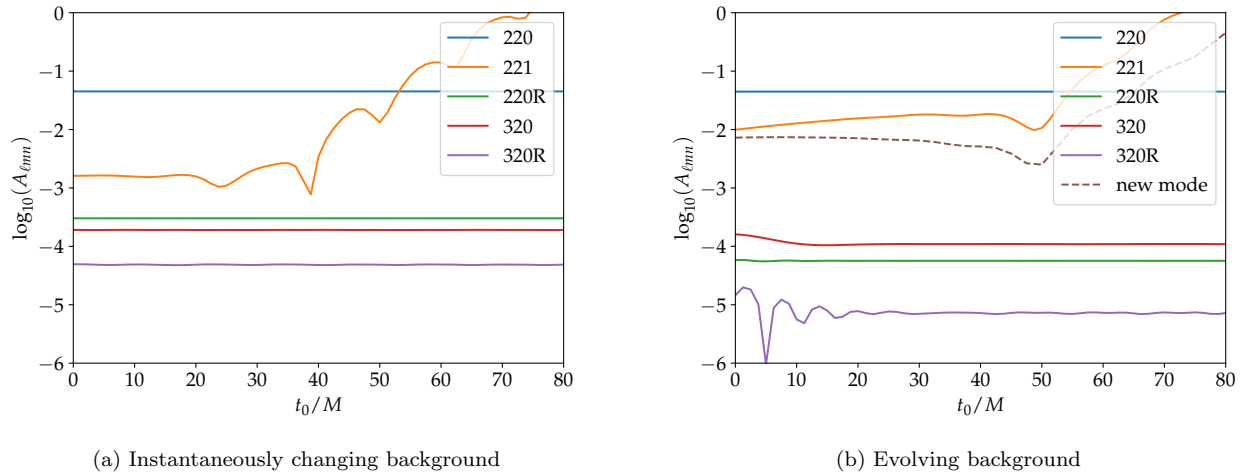 0
−1
−2
−3
−4
−5
−6
log₁₀(Aℓmn)
0 10 20 30 40 50 60 70 80
t₀/M
220
221
220R
320
320R
(a) Instantaneously changing background
0
−1
−2
−3
−4
−5
−6
log₁₀(Aℓmn)
0 10 20 30 40 50 60 70 80
t₀/M
220
221
220R
320
320R
new mode
(b) Evolving background